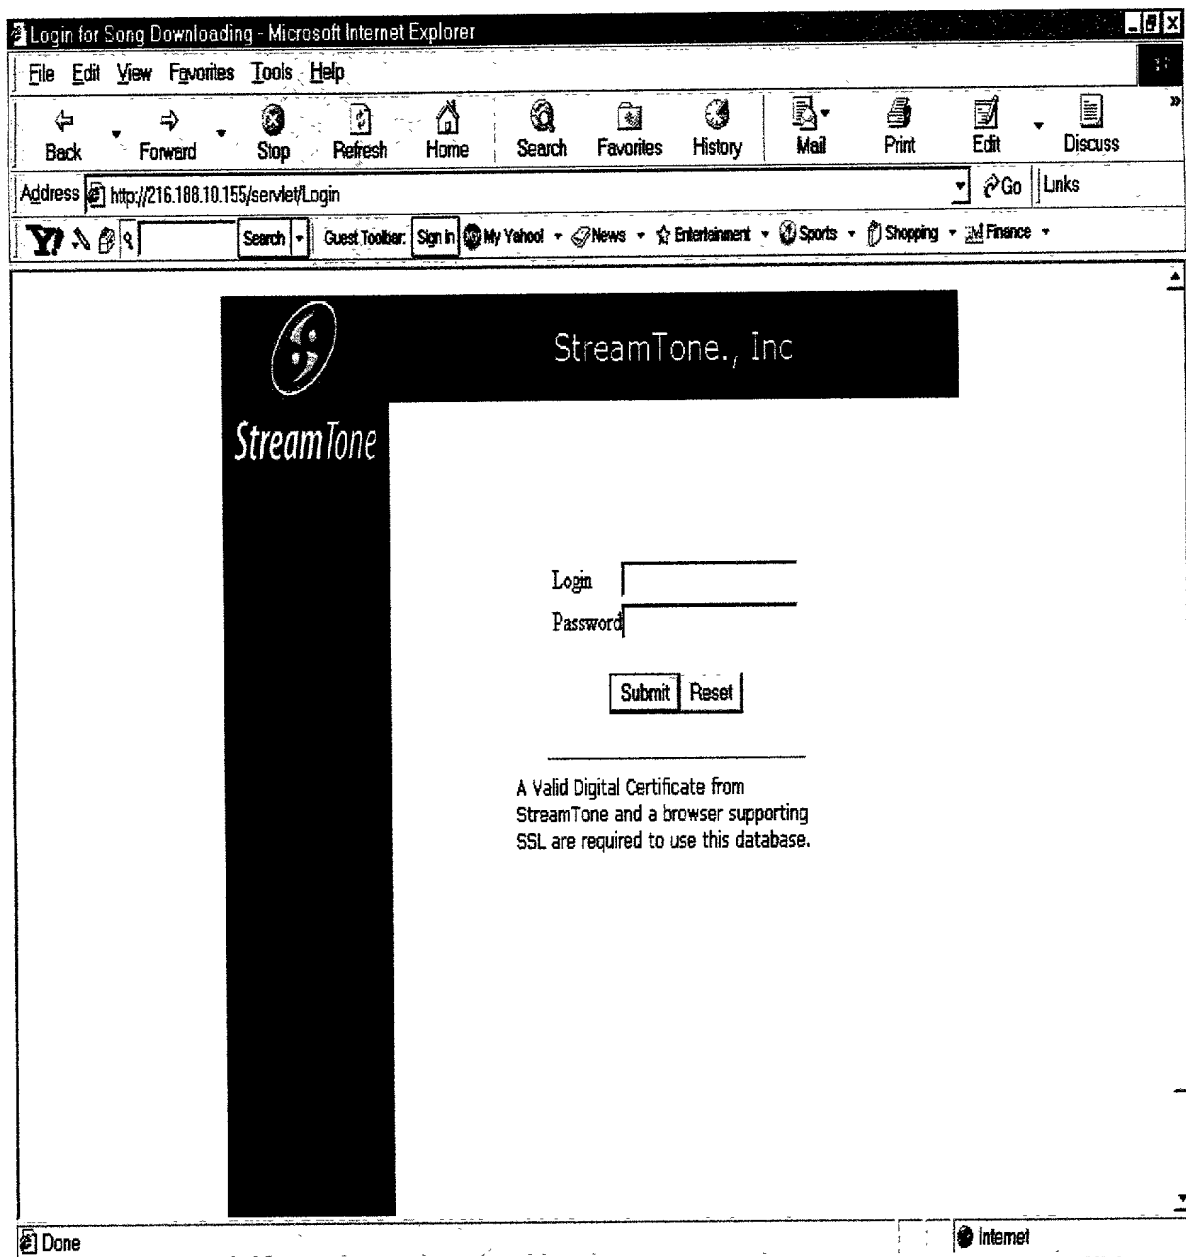 Login for Song Downloading - Microsoft Internet Explorer
File Edit View Favorites Tools Help
Back Forward Stop Refresh Home Search Favorites History Mail Print Edit Discuss
Address http://216.188.10.155/servlet/Login Go Links
Y! Search Guest Toolbar: Sign In My Yahoo! News Entertainment Sports Shopping Finance
StreamTone., Inc
StreamTone
Login
Password
Submit Reset
A Valid Digital Certificate from
StreamTone and a browser supporting
SSL are required to use this database.
Done Internet